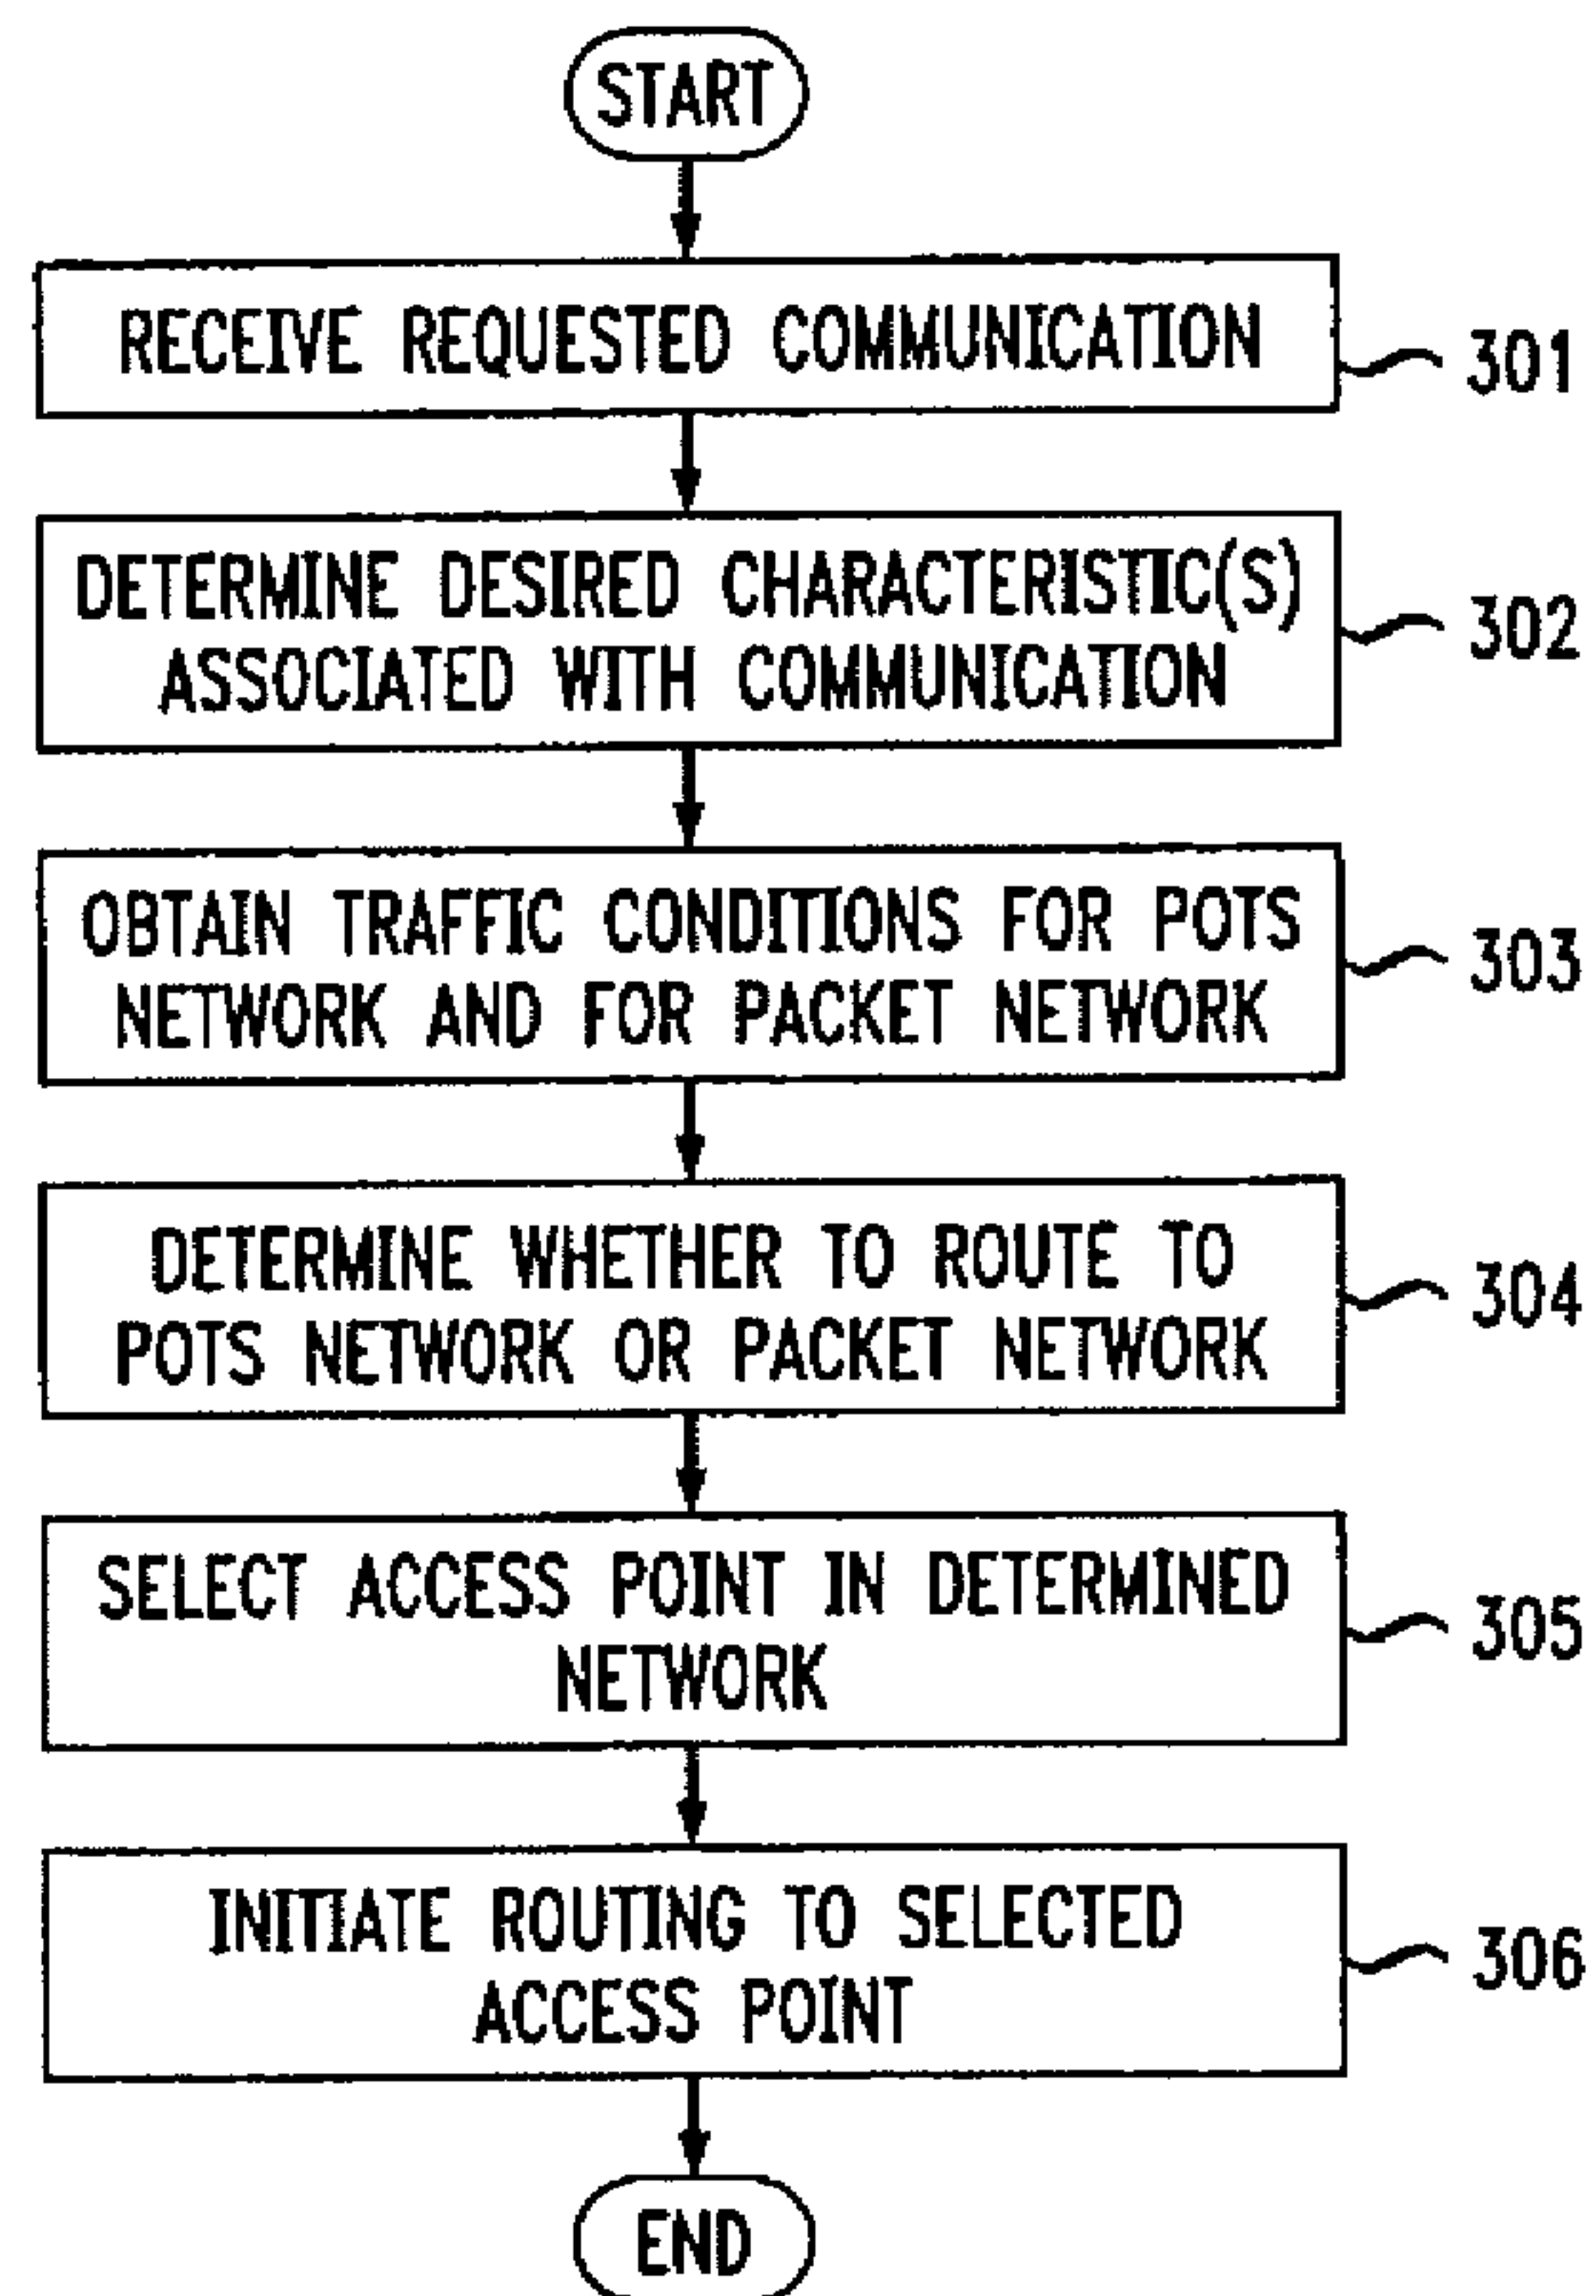 START
RECEIVE REQUESTED COMMUNICATION
301
DETERMINE DESIRED CHARACTERISTIC(S)
ASSOCIATED WITH COMMUNICATION
302
OBTAIN TRAFFIC CONDITIONS FOR POTS
NETWORK AND FOR PACKET NETWORK
303
DETERMINE WHETHER TO ROUTE TO
POTS NETWORK OR PACKET NETWORK
304
SELECT ACCESS POINT IN DETERMINED
NETWORK
305
INITIATE ROUTING TO SELECTED
ACCESS POINT
306
END